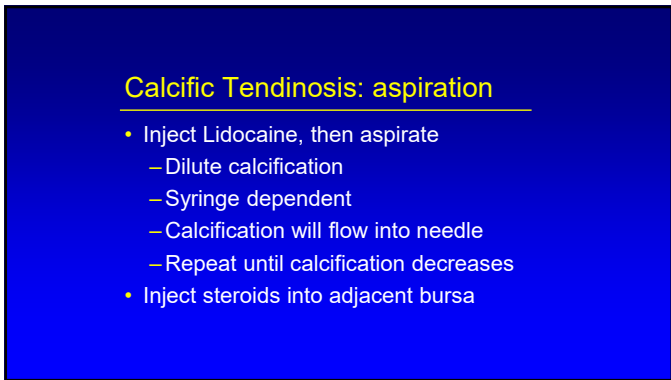 Calcific Tendinosis: aspiration
• Inject Lidocaine, then aspirate
–Dilute calcification
–Syringe dependent
–Calcification will flow into needle
–Repeat until calcification decreases
• Inject steroids into adjacent bursa